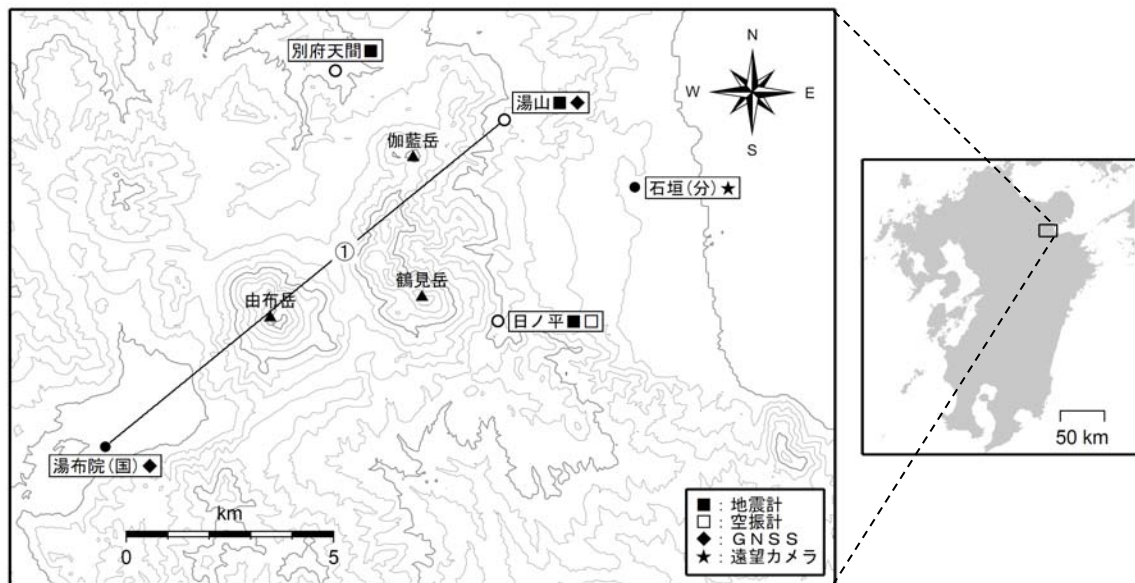 別府天間■
N
W
E
S
湯山■◆
伽藍岳
石垣(分)★
①
鶴見岳
由布岳
日ノ平■□
湯布院(国)◆
km
0
5
■:地震計
□:空振計
◆:GNSS
★:遠望カメラ
50 km